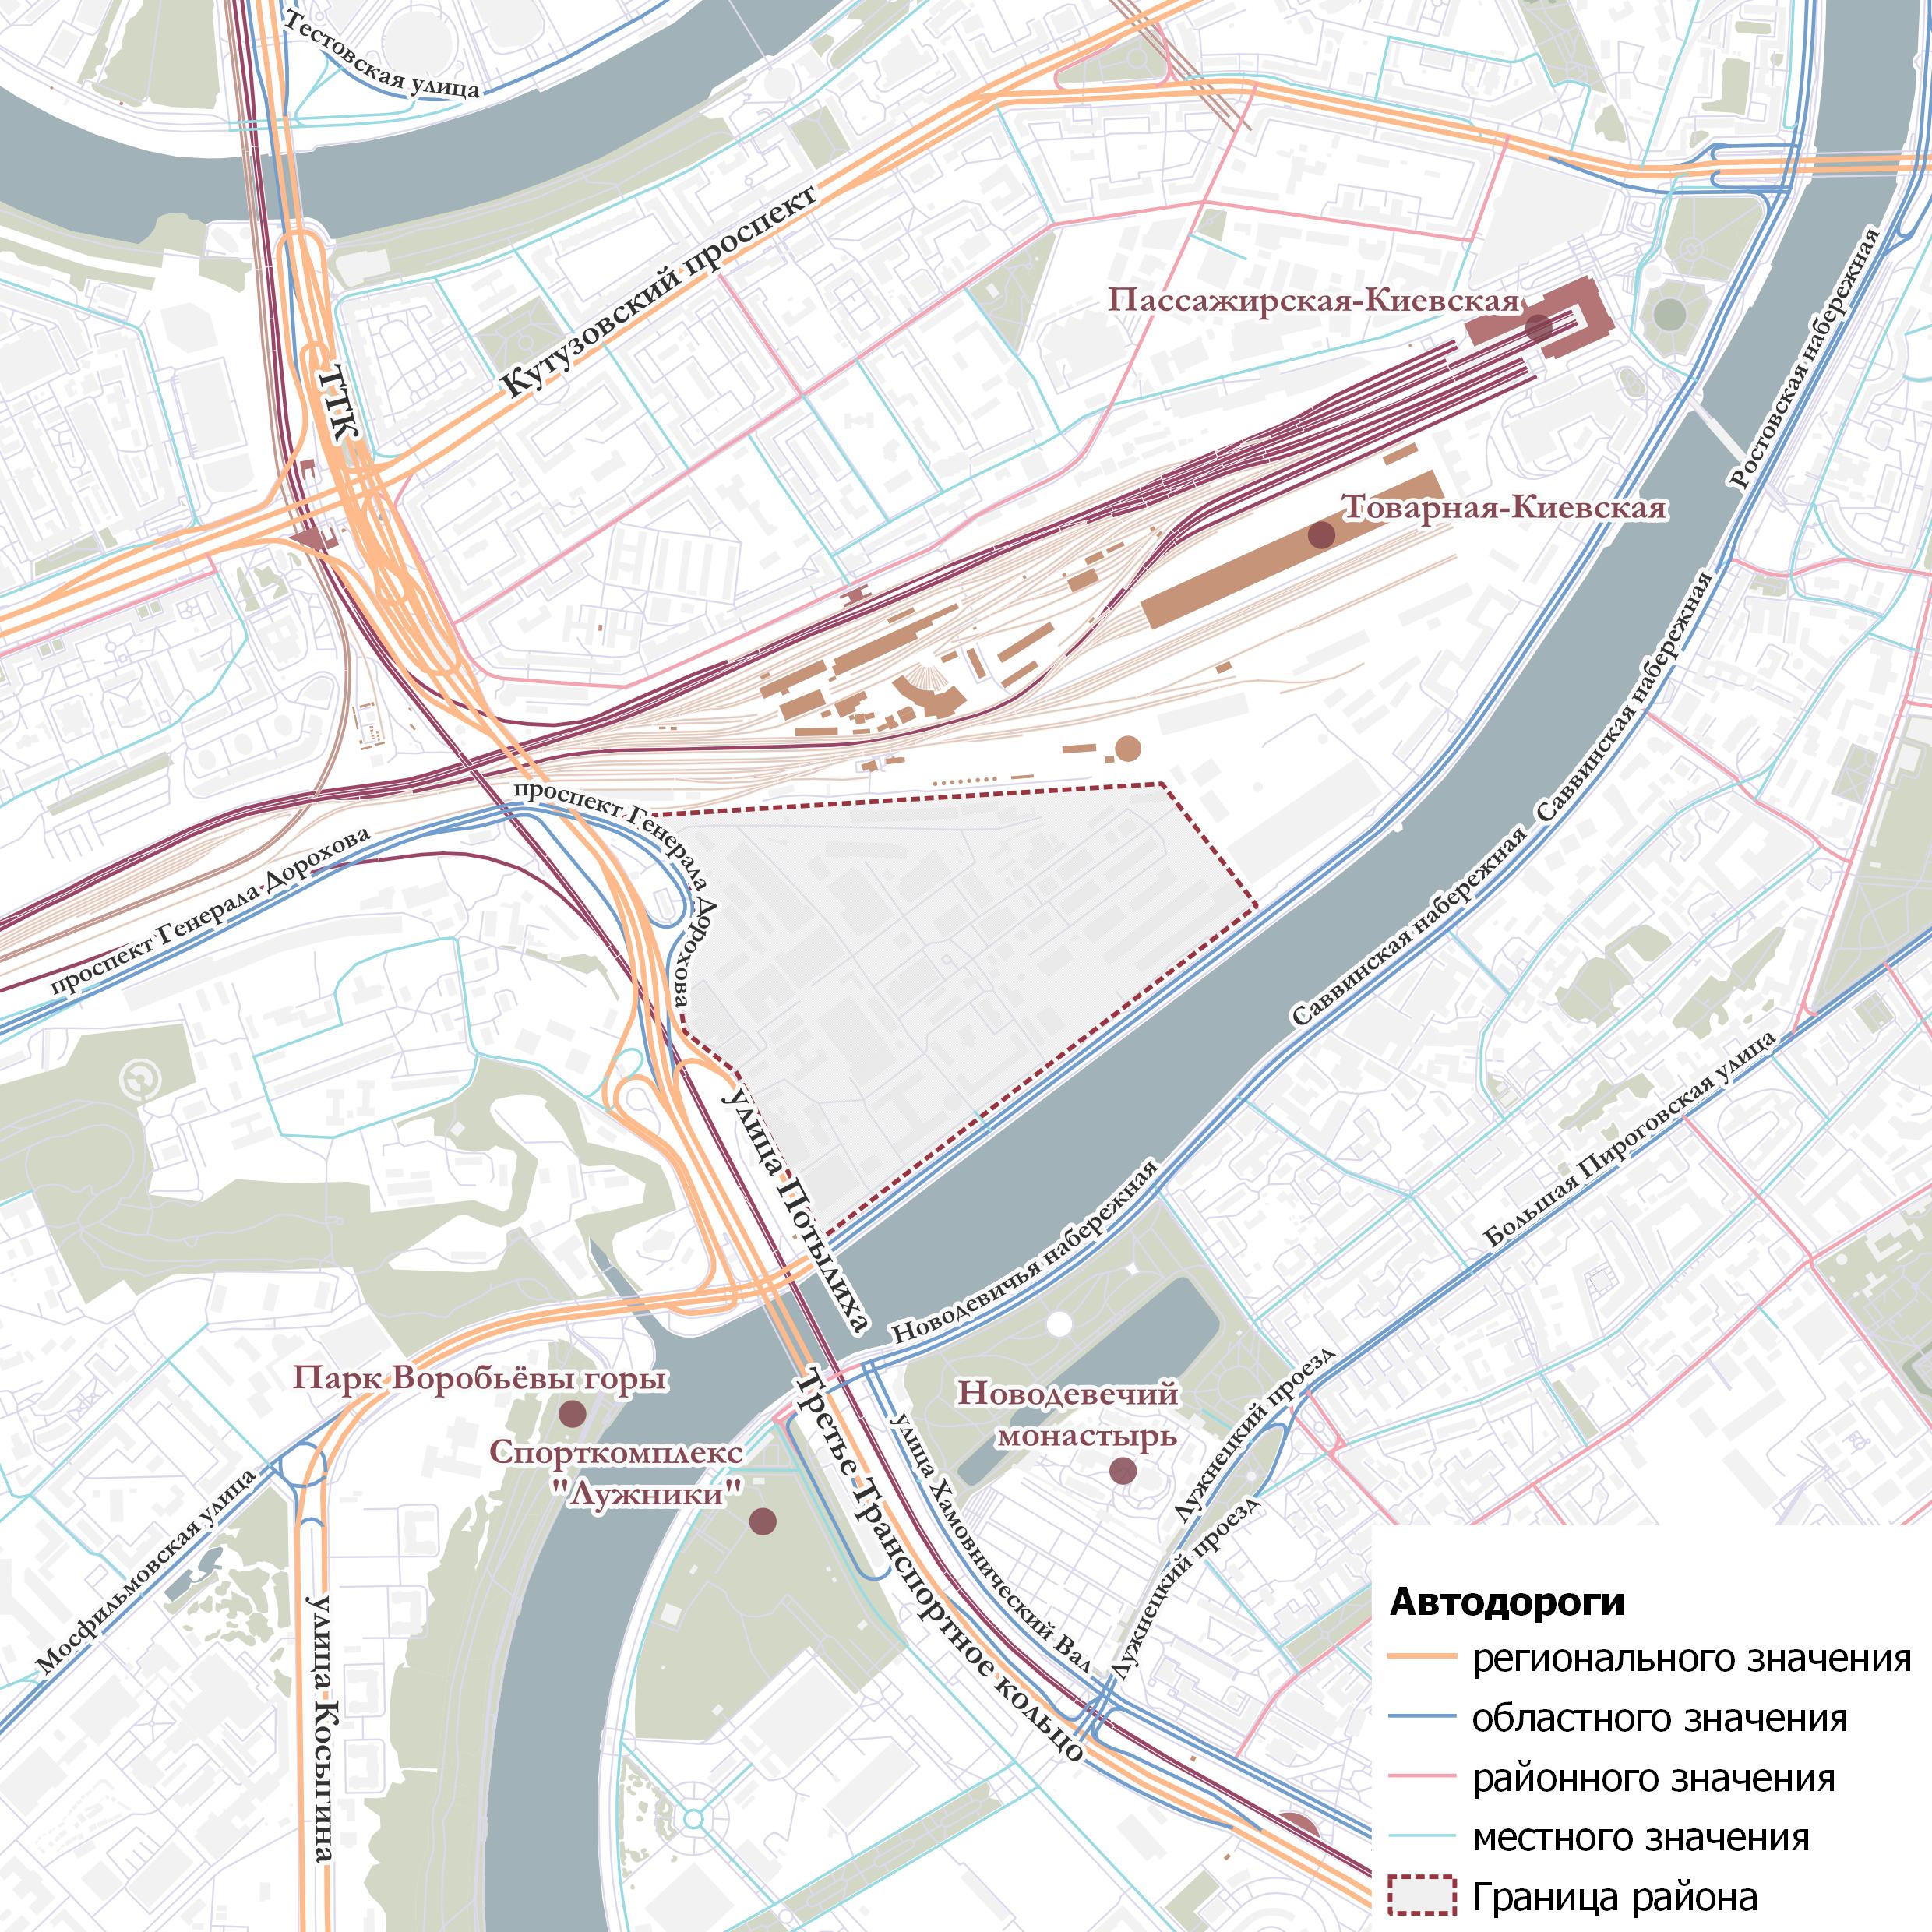 Тестовская улица
Кутузовский проспект
ТТК
Пассажирская-Киевская
Ростовская набережная
Товарная-Киевская
Саввинская набережная
проспект Генерала Дорохова
проспект Генерала Дорохова
Саввинская набережная
Большая Пироговская улица
улица Потылиха
Новодевичья набережная
Парк Воробьёвы горы
Спорткомплекс
"Лужники"
Новодевечий
монастырь
Лужнецкий проезд
Лужнецкий проезд
Третье Транспортное кольцо
улица Хамовнический Вал
Мосфильмовская улица
улица Косыгина
Автодороги
регионального значения
областного значения
районного значения
местного значения
Граница района